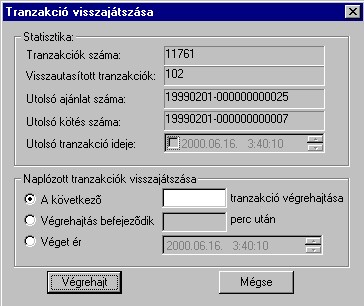 Tranzakció visszajátszása
Statisztika:
Tranzakciók száma: 11761
Visszautasított tranzakciók: 102
Utolsó ajánlat száma: 19990201-000000000025
Utolsó kötés száma: 19990201-000000000007
Utolsó tranzakció ideje: 2000.06.16. 3:40:10
Naplózott tranzakciók visszajátszása
A következõ tranzakció végrehajtása
Végrehajtás befejezõdik perc után
Véget ér 2000.06.16. 3:40:10
Végrehajt Mégse